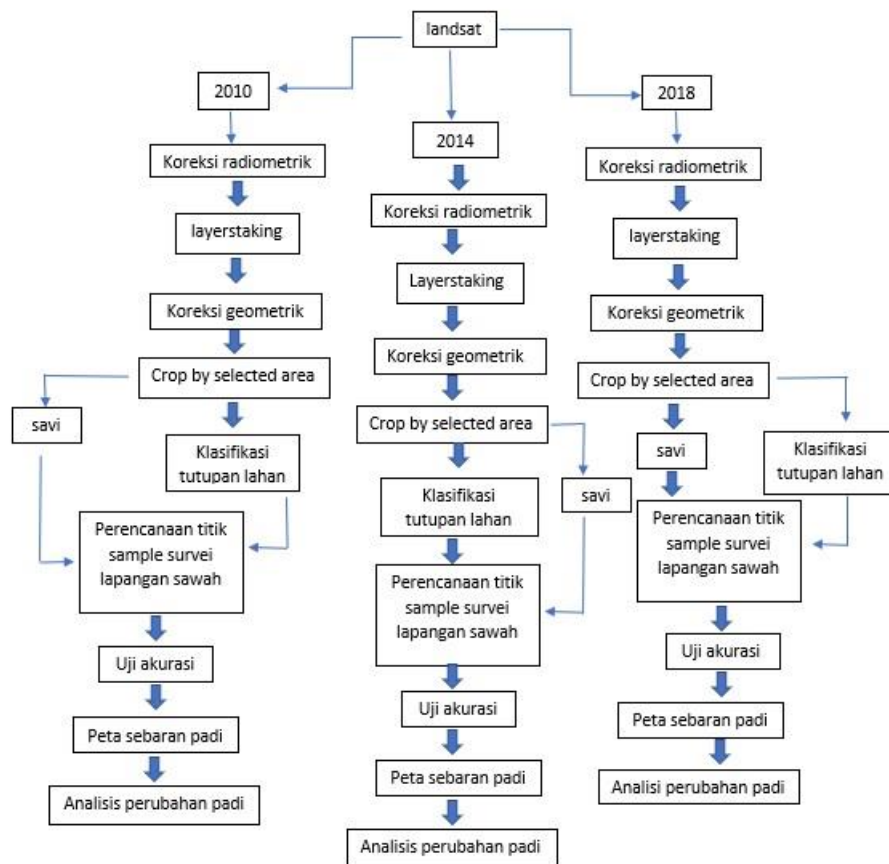 landsat
2010
Koreksi radiometrik
layerstaking
Koreksi geometrik
Crop by selected area
savi
Klasifikasi
tutupan lahan
Perencanaan titik
sample survei
lapangan sawah
Uji akurasi
Peta sebaran padi
Analisis perubahan padi
2014
Koreksi radiometrik
Layerstaking
Koreksi geometrik
Crop by selected area
Klasifikasi
tutupan lahan
savi
Perencanaan titik
sample survei
lapangan sawah
Uji akurasi
Peta sebaran padi
Analisis perubahan padi
2018
Koreksi radiometrik
layerstaking
Koreksi geometrik
Crop by selected area
savi
Klasifikasi
tutupan lahan
Perencanaan titik
sample survei
lapangan sawah
Uji akurasi
Peta sebaran padi
Analisi perubahan padi